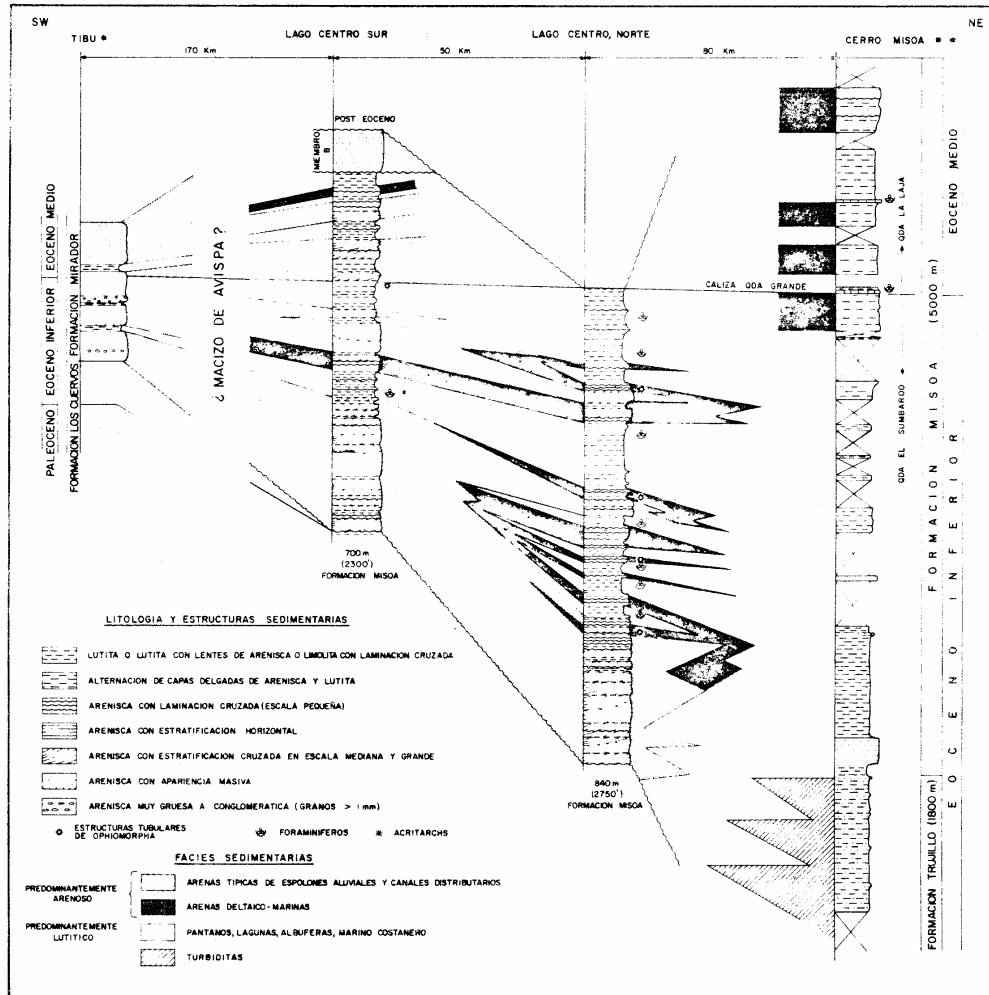 SW
NE
TIBU *
LAGO CENTRO SUR
LAGO CENTRO, NORTE
CERRO MISOA * *
170 Km
50 Km
80 Km
POST EOCENO
MIEMBRO B
¿ MACIZO DE AVISPA ?
PALEOCENO
EOCENO INFERIOR
EOCENO MEDIO
FORMACION LOS CUERVOS
FORMACION MIRADOR
CALIZA QDA GRANDE
QDA LA LAJA
QDA EL SUMBARDO
FORMACION MISOA (5000 m)
FORMACION TRUJILLO (1800 m)
EOCENO MEDIO
EOCENO INFERIOR
700 m
(2300')
FORMACION MISOA
840 m
(2750')
FORMACION MISOA
LITOLOGIA Y ESTRUCTURAS SEDIMENTARIAS
LUTITA O LUTITA CON LENTES DE ARENISCA O LIMOLITA CON LAMINACION CRUZADA
ALTERNACION DE CAPAS DELGADAS DE ARENISCA Y LUTITA
ARENISCA CON LAMINACION CRUZADA (ESCALA PEQUEÑA)
ARENISCA CON ESTRATIFICACION HORIZONTAL
ARENISCA CON ESTRATIFICACION CRUZADA EN ESCALA MEDIANA Y GRANDE
ARENISCA CON APARIENCIA MASIVA
ARENISCA MUY GRUESA A CONGLOMERATICA (GRANOS > 1 mm)
ESTRUCTURAS TUBULARES DE OPHIOMORPHA
FORAMINIFEROS
ACRITARCHS
FACIES SEDIMENTARIAS
PREDOMINANTEMENTE ARENOSO
ARENAS TIPICAS DE ESPOLONES ALUVIALES Y CANALES DISTRIBUTARIOS
ARENAS DELTAICO-MARINAS
PREDOMINANTEMENTE LUTITICO
PANTANOS, LAGUNAS, ALBUFERAS, MARINO COSTANERO
TURBIDITAS